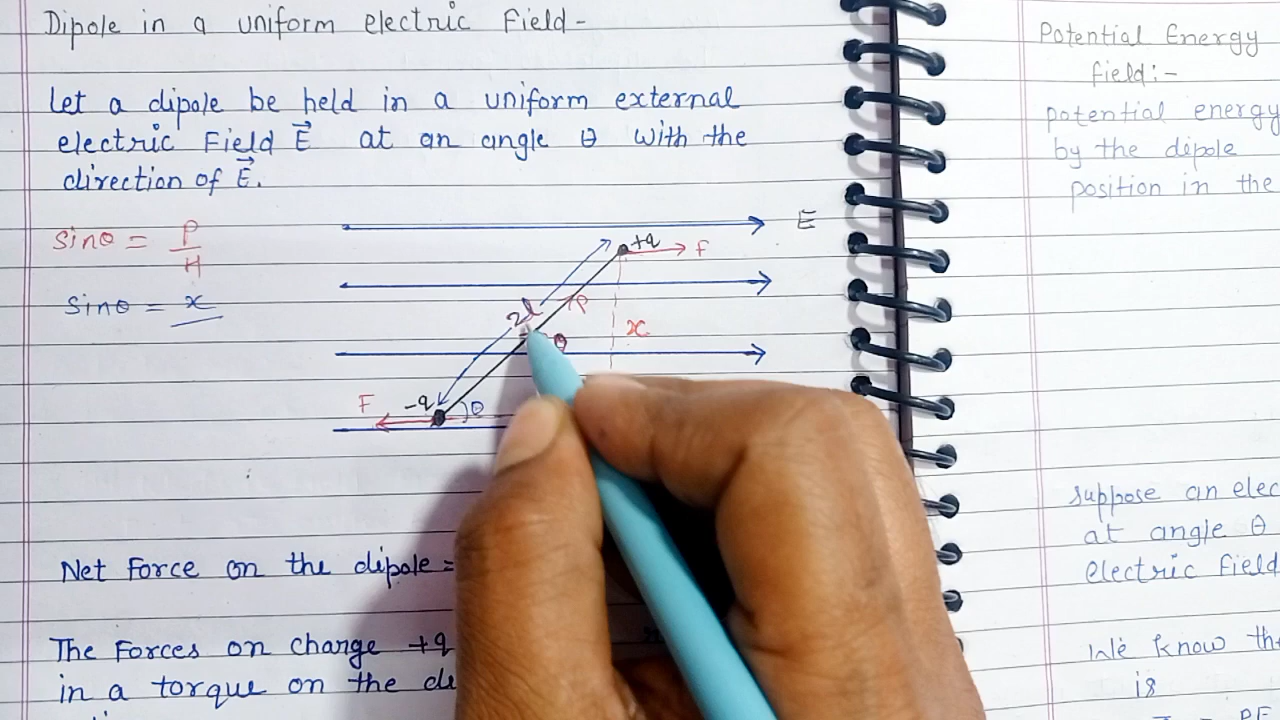 Dipole in a uniform electric Field -
Let a dipole be held in a uniform external
electric Field E⃗ at an angle θ with the
direction of E⃗.
Sinθ = P/H
Sinθ = x
E
+q
F
2l
P
x
θ
F
-q
θ
Net Force on the dipole =
The Forces on charge +q
in a torque on the
Potential Energy
field:-
potential energy
by the dipole
position in the
Suppose an elec
at angle θ
electric field
We know
is
PE